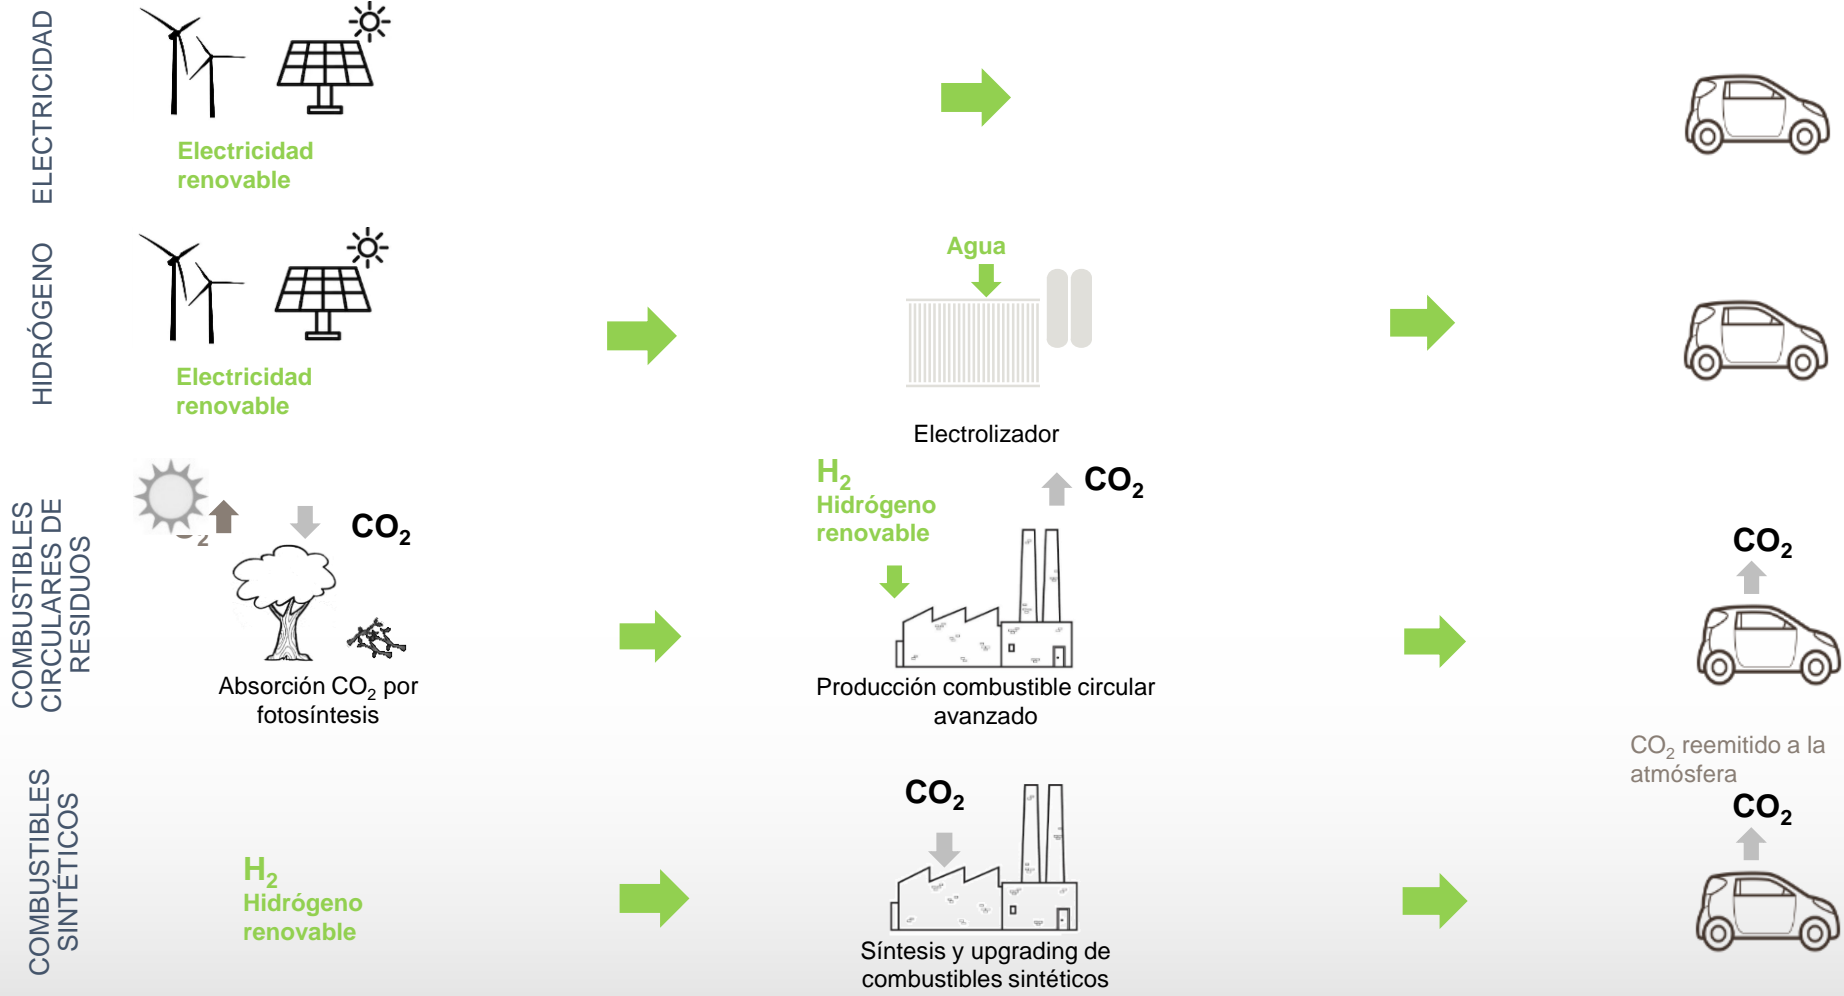 ELECTRICIDAD
Electricidad
renovable
HIDRÓGENO
Electricidad
renovable
Agua
Electrolizador
COMBUSTIBLES
CIRCULARES DE
RESIDUOS
CO₂
Absorción CO₂ por
fotosíntesis
H₂
Hidrógeno
renovable
CO₂
Producción combustible circular
avanzado
CO₂
CO₂ reemitido a la
atmósfera
COMBUSTIBLES
SINTÉTICOS
H₂
Hidrógeno
renovable
CO₂
Síntesis y upgrading de
combustibles sintéticos
CO₂